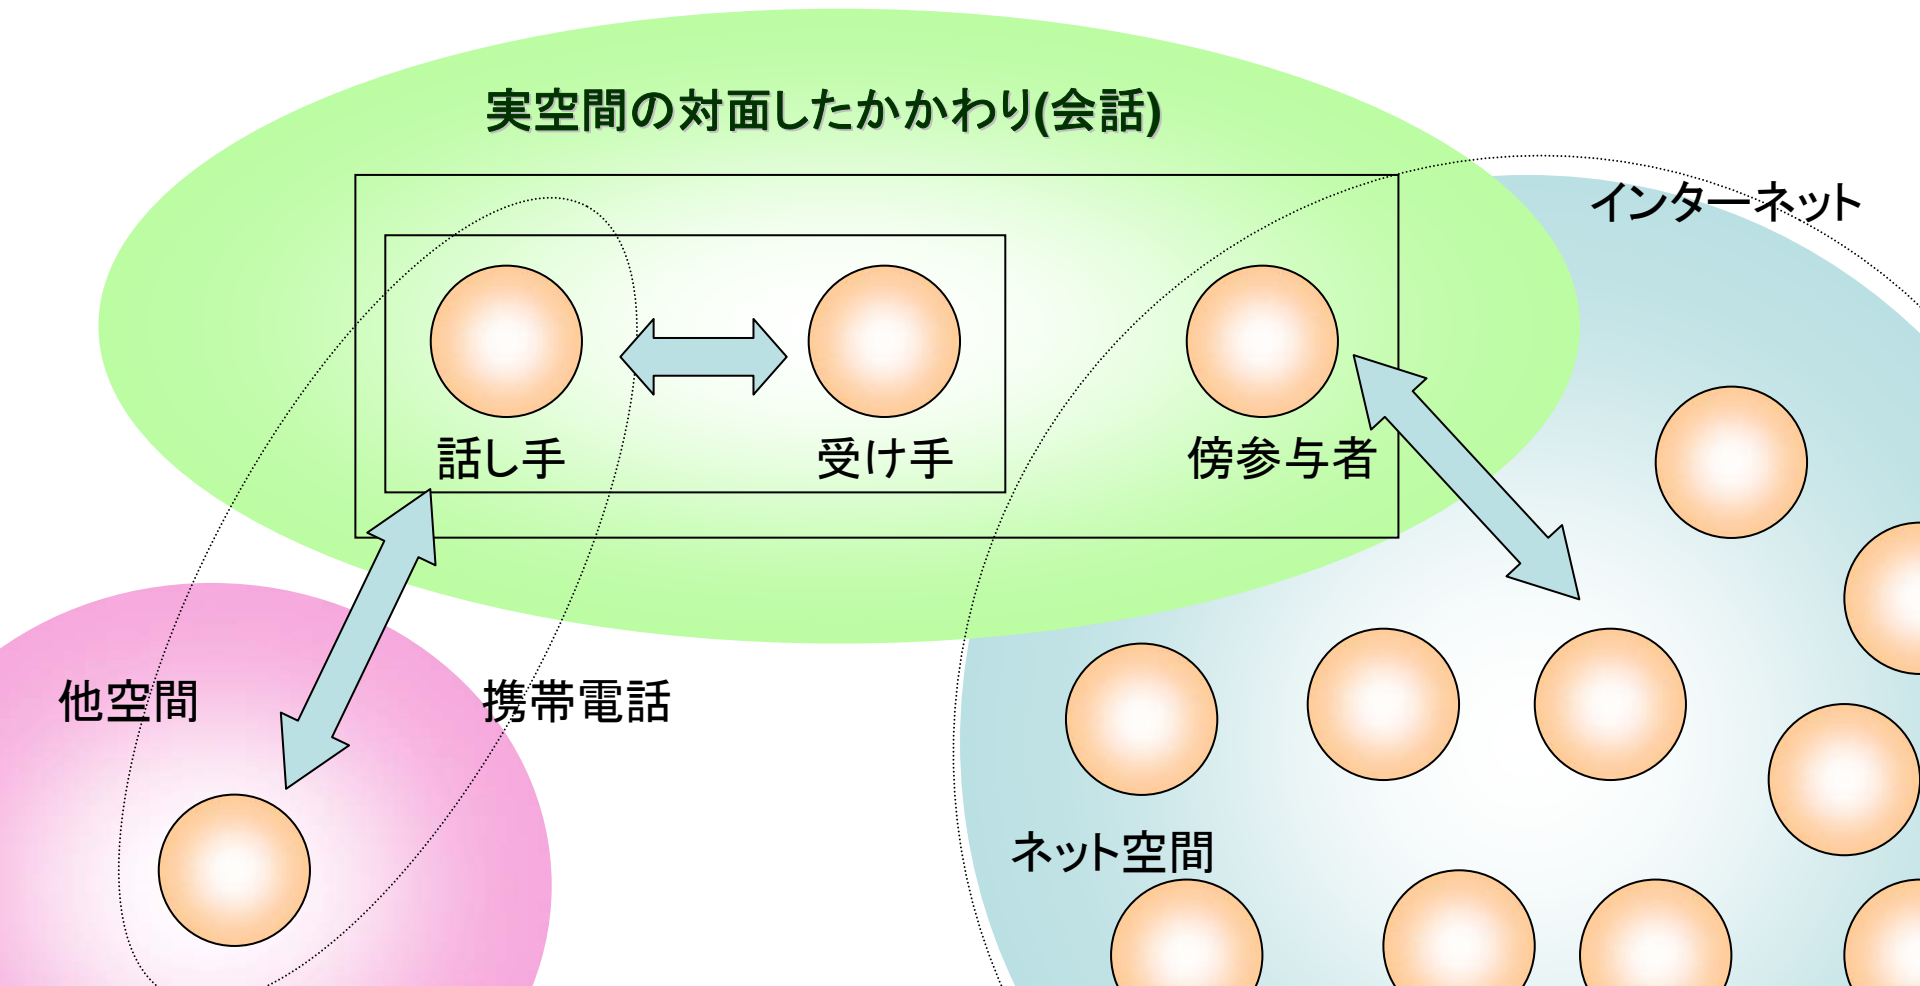 実空間の対面したかかわり(会話)
インターネット
話し手
受け手
傍参与者
他空間
携帯電話
ネット空間